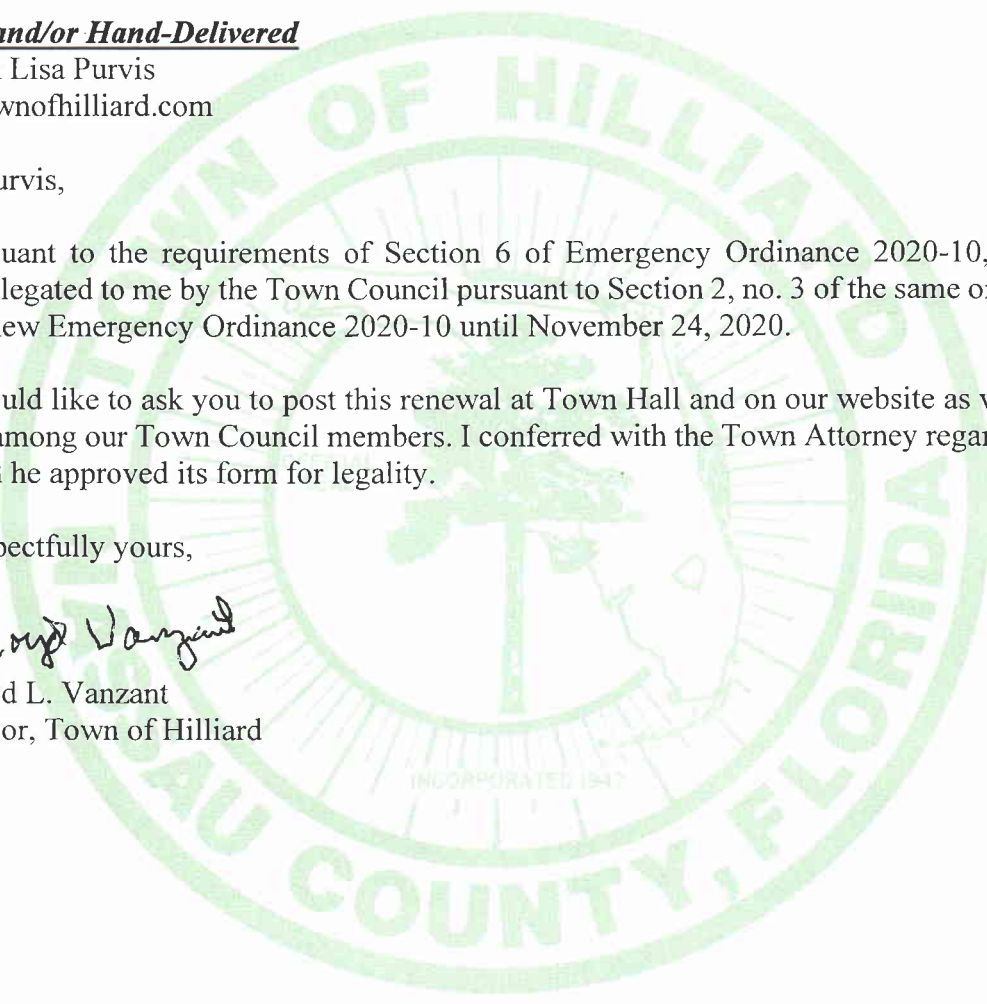 and/or Hand-Delivered
Lisa Purvis
wnofhilliard.com
urvis,
uant to the requirements of Section 6 of Emergency Ordinance 2020-10,
legated to me by the Town Council pursuant to Section 2, no. 3 of the same o
ew Emergency Ordinance 2020-10 until November 24, 2020.
uld like to ask you to post this renewal at Town Hall and on our website as
among our Town Council members. I conferred with the Town Attorney regar
he approved its form for legality.
pectfully yours,
Vanzant
d L. Vanzant
or, Town of Hilliard
TOWN OF HILLIARD
SSAU COUNTY, FLORIDA
INCORPORATED 1947